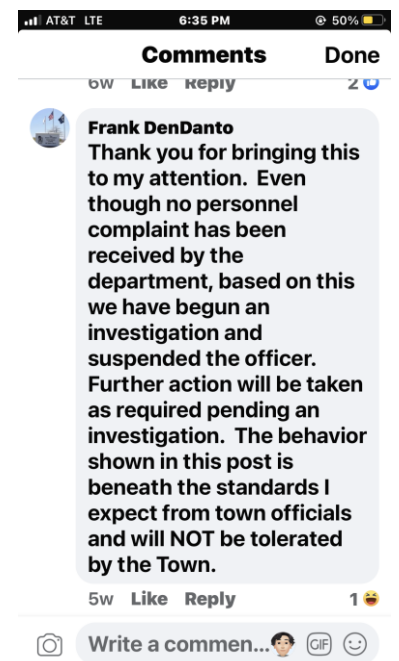 AT&T LTE 6:35 PM 50%
Comments Done
6w Like Reply 2
Frank DenDanto
Thank you for bringing this
to my attention.  Even
though no personnel
complaint has been
received by the
department, based on this
we have begun an
investigation and
suspended the officer.
Further action will be taken
as required pending an
investigation.  The behavior
shown in this post is
beneath the standards I
expect from town officials
and will NOT be tolerated
by the Town.
5w Like Reply 1
Write a commen... GIF